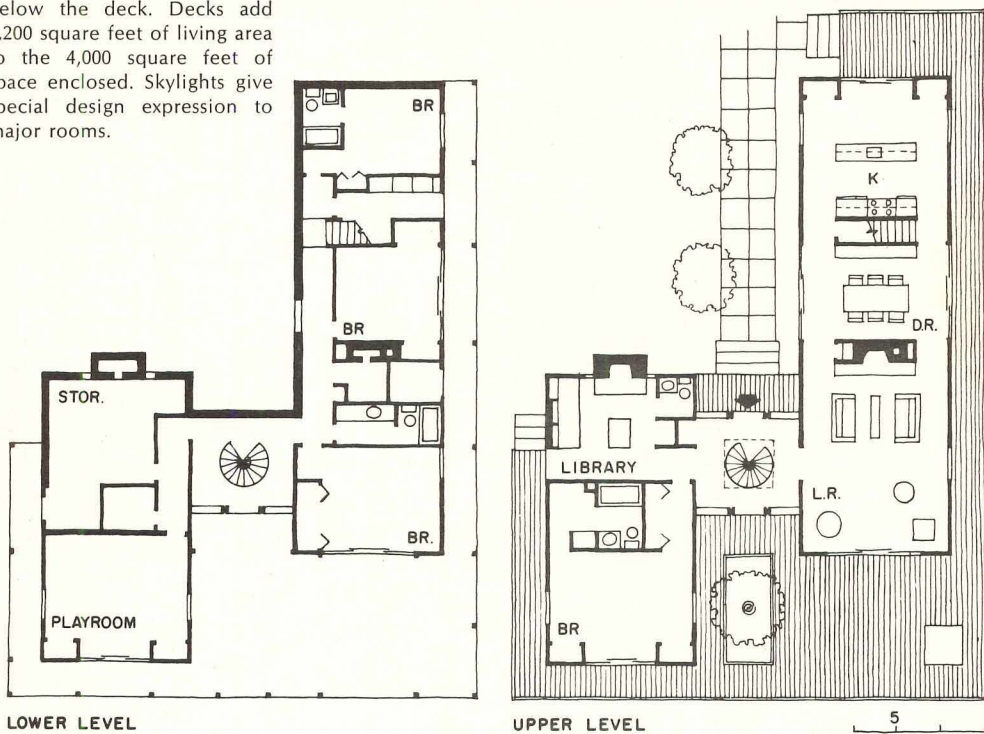 below the deck. Decks add
,200 square feet of living area
to the 4,000 square feet of
space enclosed. Skylights give
special design expression to
major rooms.
BR
BR
STOR.
BR.
PLAYROOM
LOWER LEVEL
K
D.R.
LIBRARY
L.R.
BR
UPPER LEVEL
5